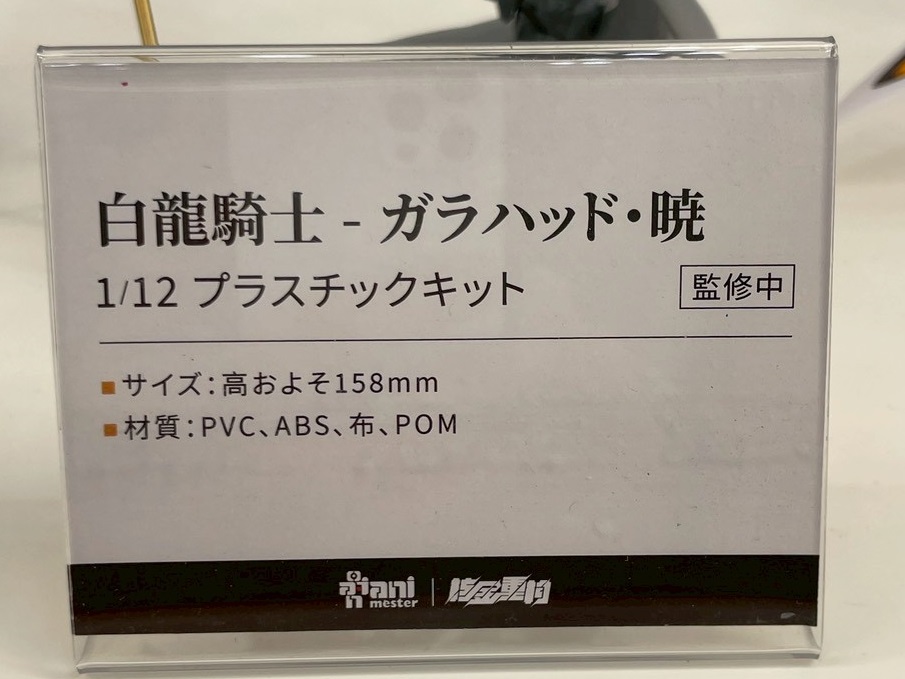 白龍騎士 - ガラハッド・暁
1/12 プラスチックキット
監修中
■サイズ：高およそ158mm
■材質：PVC、ABS、布、POM
ani mester